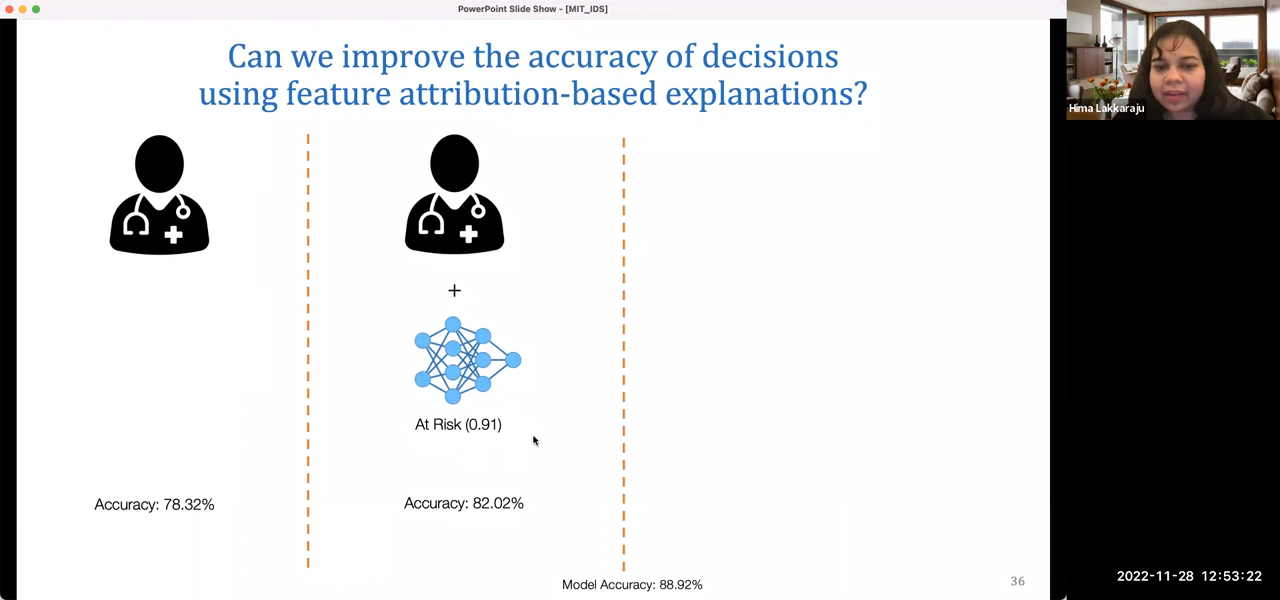 PowerPoint Slide Show - [MIT_IDS]
Can we improve the accuracy of decisions
using feature attribution-based explanations?
Hima Lakkaraju
+
At Risk (0.91)
Accuracy: 78.32%
Accuracy: 82.02%
Model Accuracy: 88.92%
36
2022-11-28 12:53:22